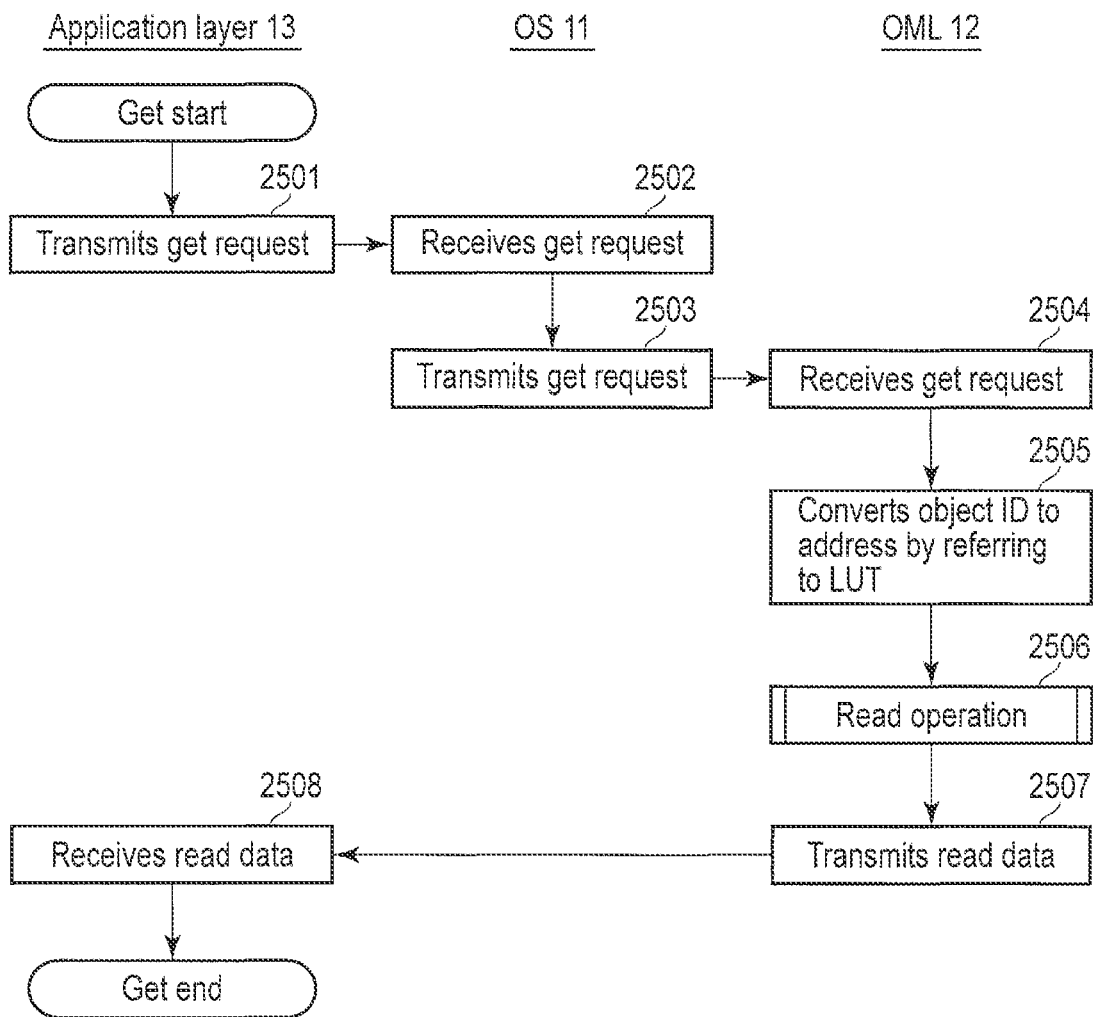 Application layer 13
OS 11
OML 12
Get start
2501
2502
Transmits get request
Receives get request
2503
2504
Transmits get request
Receives get request
2505
Converts object ID to
address by referring
to LUT
2506
Read operation
2508
2507
Receives read data
Transmits read data
Get end